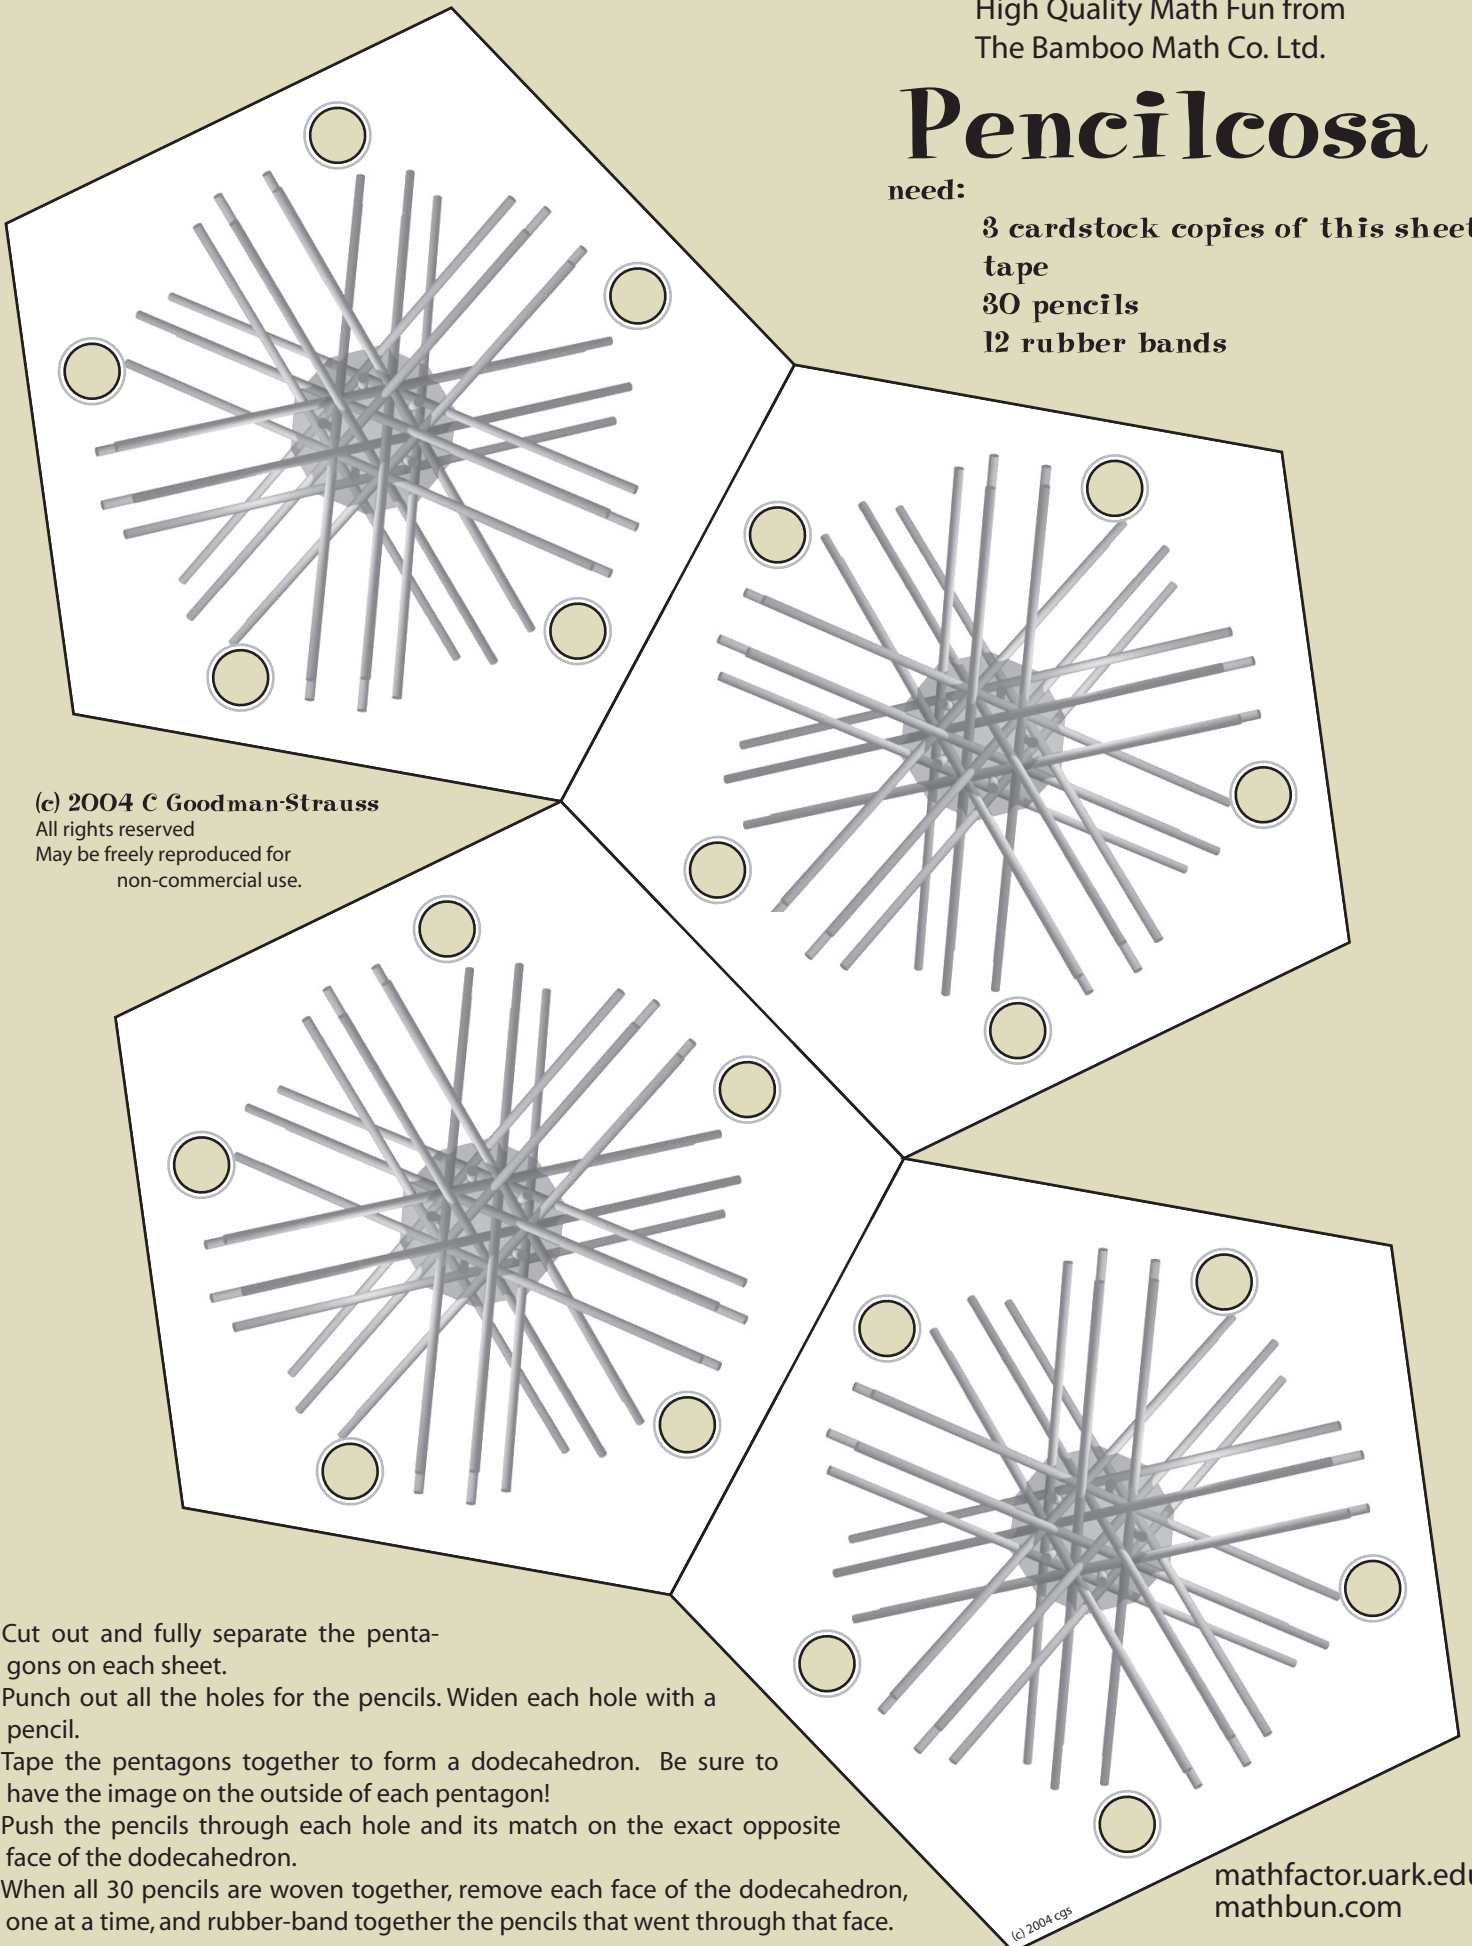 High Quality Math Fun from
The Bamboo Math Co. Ltd.
Pencilcosa
need:
3 cardstock copies of this sheet
tape
30 pencils
12 rubber bands
(c) 2004 C Goodman-Strauss
All rights reserved
May be freely reproduced for
non-commercial use.
Cut out and fully separate the penta-
gons on each sheet.
Punch out all the holes for the pencils. Widen each hole with a
pencil.
Tape the pentagons together to form a dodecahedron. Be sure to
have the image on the outside of each pentagon!
Push the pencils through each hole and its match on the exact opposite
face of the dodecahedron.
When all 30 pencils are woven together, remove each face of the dodecahedron,
one at a time, and rubber-band together the pencils that went through that face.
(c) 2004 cgs
mathfactor.uark.edu
mathbun.com